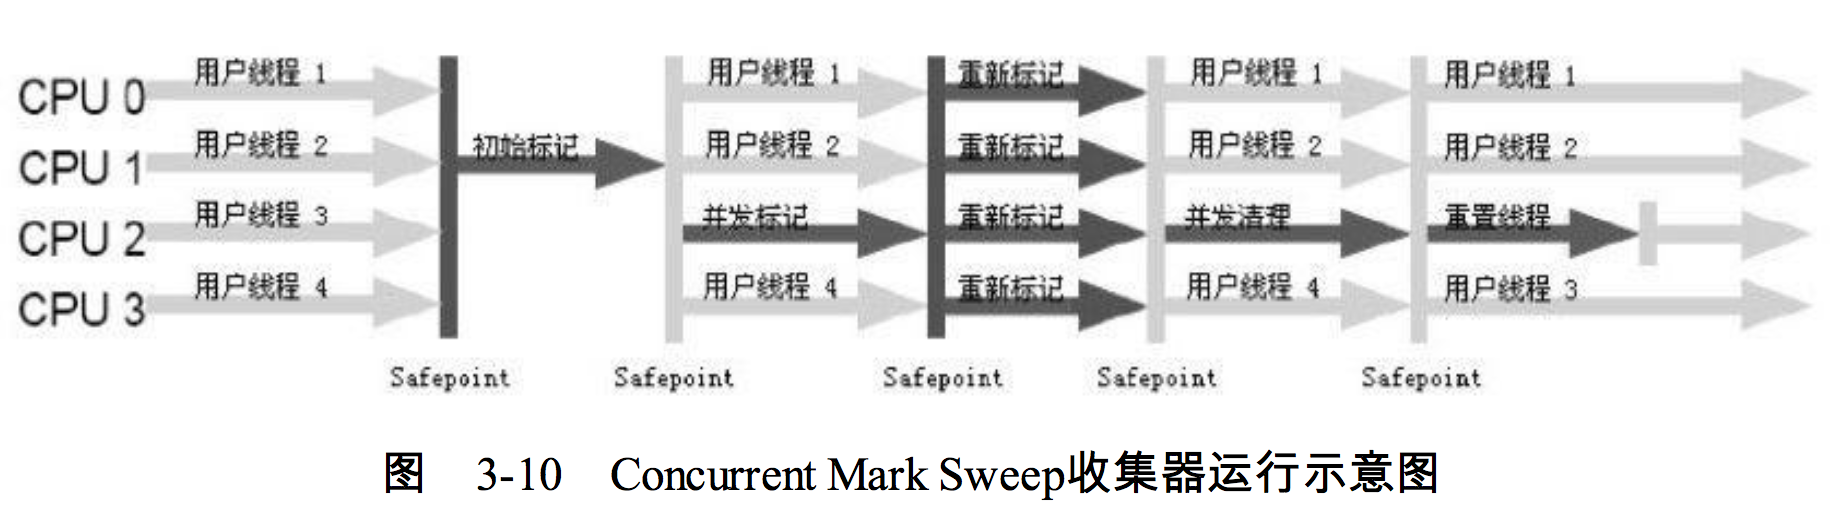 用户线程 1 用户线程 1 重新标记 用户线程 1 用户线程 1
CPU 0
用户线程 2 初始标记 用户线程 2 重新标记 用户线程 2 用户线程 2
CPU 1
用户线程 3 并发标记 重新标记 并发清理 重置线程
CPU 2
用户线程 4 用户线程 4 重新标记 用户线程 4 用户线程 3
CPU 3
Safepoint Safepoint Safepoint Safepoint Safepoint
图 3-10 Concurrent Mark Sweep收集器运行示意图